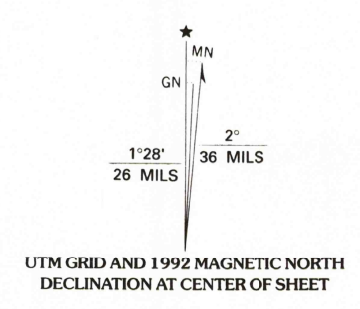 ★
MN
GN
2°
36 MILS
1°28'
26 MILS
UTM GRID AND 1992 MAGNETIC NORTH
DECLINATION AT CENTER OF SHEET